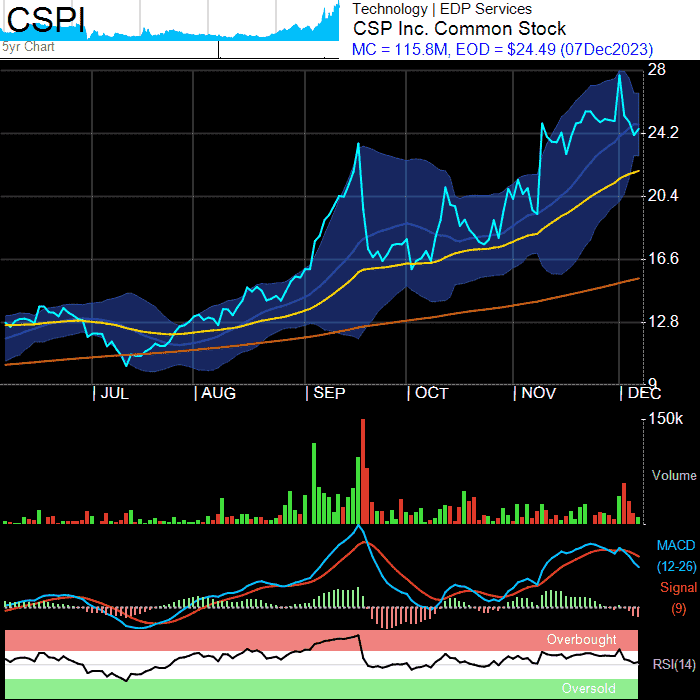 CSPI
5yr Chart
Technology | EDP Services
CSP Inc. Common Stock
MC = 115.8M, EOD = $24.49 (07Dec2023)
28
24.2
20.4
16.6
12.8
9
| JUL | AUG | SEP | OCT | NOV | DEC
150k
Volume
MACD
(12-26)
Signal
(9)
Overbought
RSI(14)
Oversold